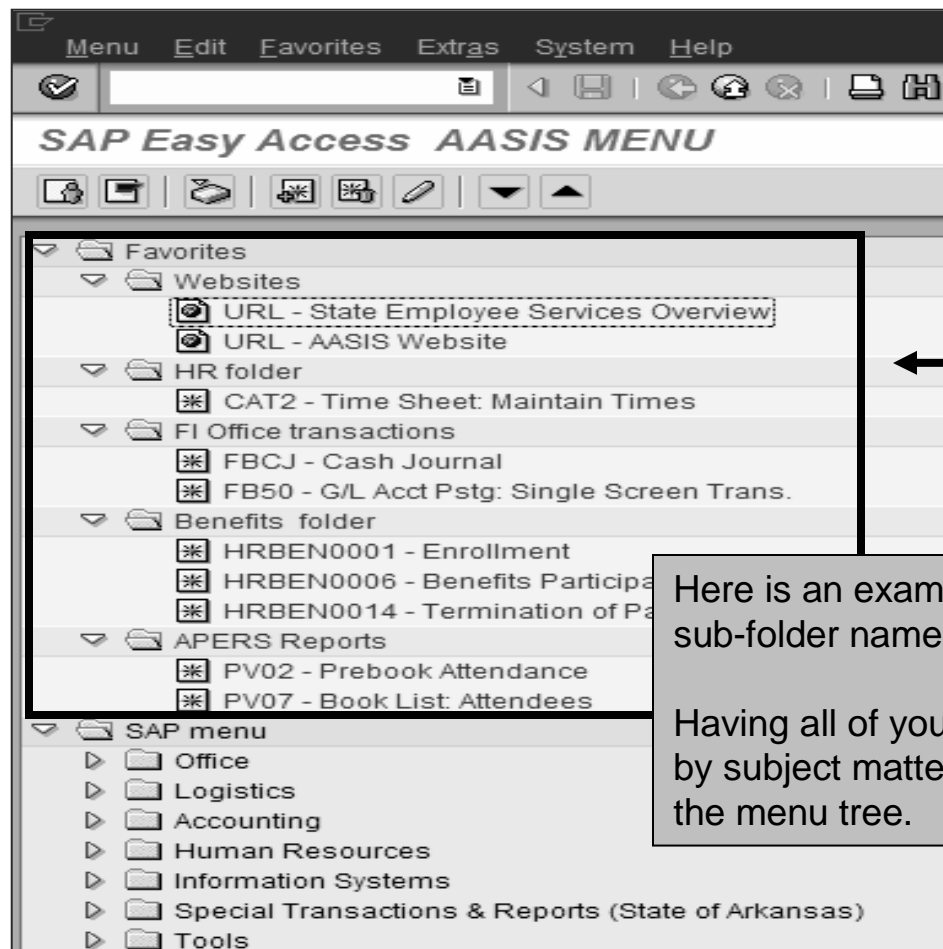 Menu Edit Favorites Extras System Help
SAP Easy Access AASIS MENU
Favorites
Websites
URL - State Employee Services Overview
URL - AASIS Website
HR folder
CAT2 - Time Sheet: Maintain Times
FI Office transactions
FBCJ - Cash Journal
FB50 - G/L Acct Pstg: Single Screen Trans.
Benefits folder
HRBEN0001 - Enrollment
HRBEN0006 - Benefits Participa
HRBEN0014 - Termination of Pa
APERS Reports
PV02 - Prebook Attendance
PV07 - Book List: Attendees
SAP menu
Office
Logistics
Accounting
Human Resources
Information Systems
Special Transactions & Reports (State of Arkansas)
Tools
Here is an exam
sub-folder name
Having all of you
by subject matte
the menu tree.